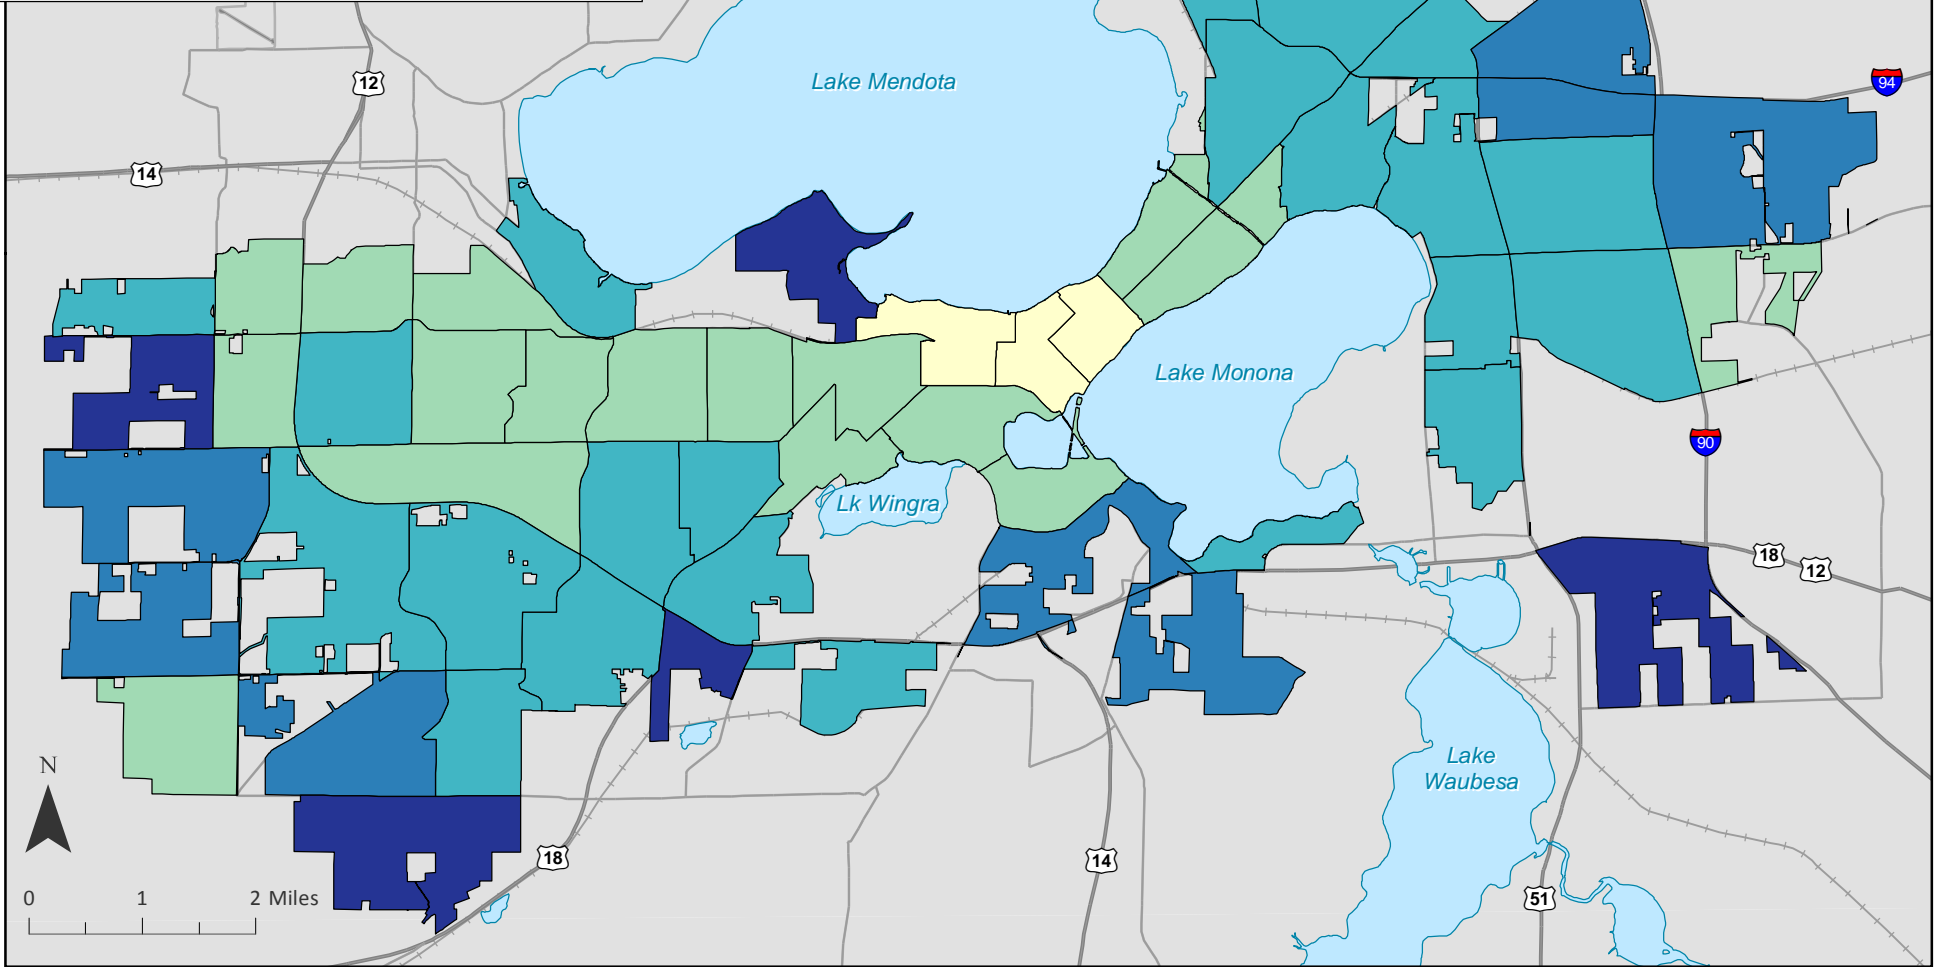 Lake Mendota
12
94
14
Lake Monona
90
Lk Wingra
18
12
Lake
Waubesa
N
18
14
0 1 2 Miles
51